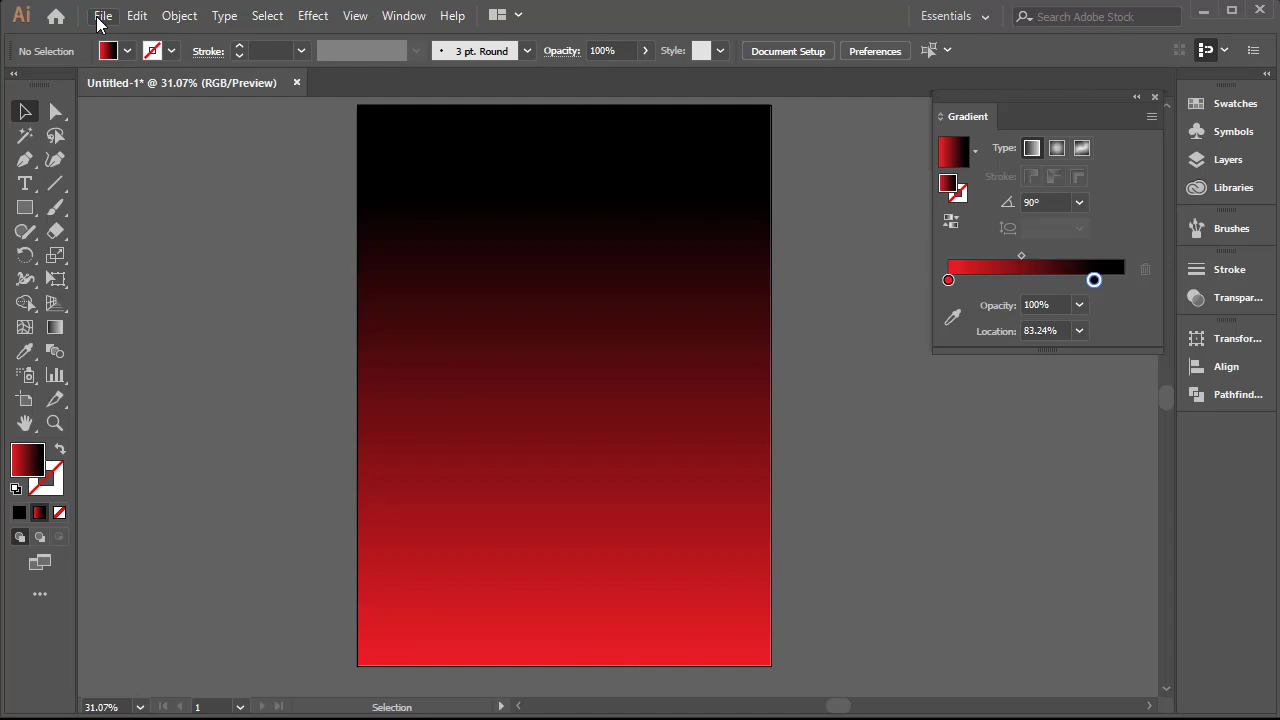 Ai File Edit Object Type Select Effect View Window Help Essentials Search Adobe Stock
No Selection Stroke: 3 pt. Round Opacity: 100% Style: Document Setup Preferences
Untitled-1* @ 31.07% (RGB/Preview)
Gradient
Type:
Stroke:
90°
Opacity: 100%
Location: 83.24%
Swatches
Symbols
Layers
Libraries
Brushes
Stroke
Transpar...
Transfor...
Align
Pathfind...
31.07% 1 Selection